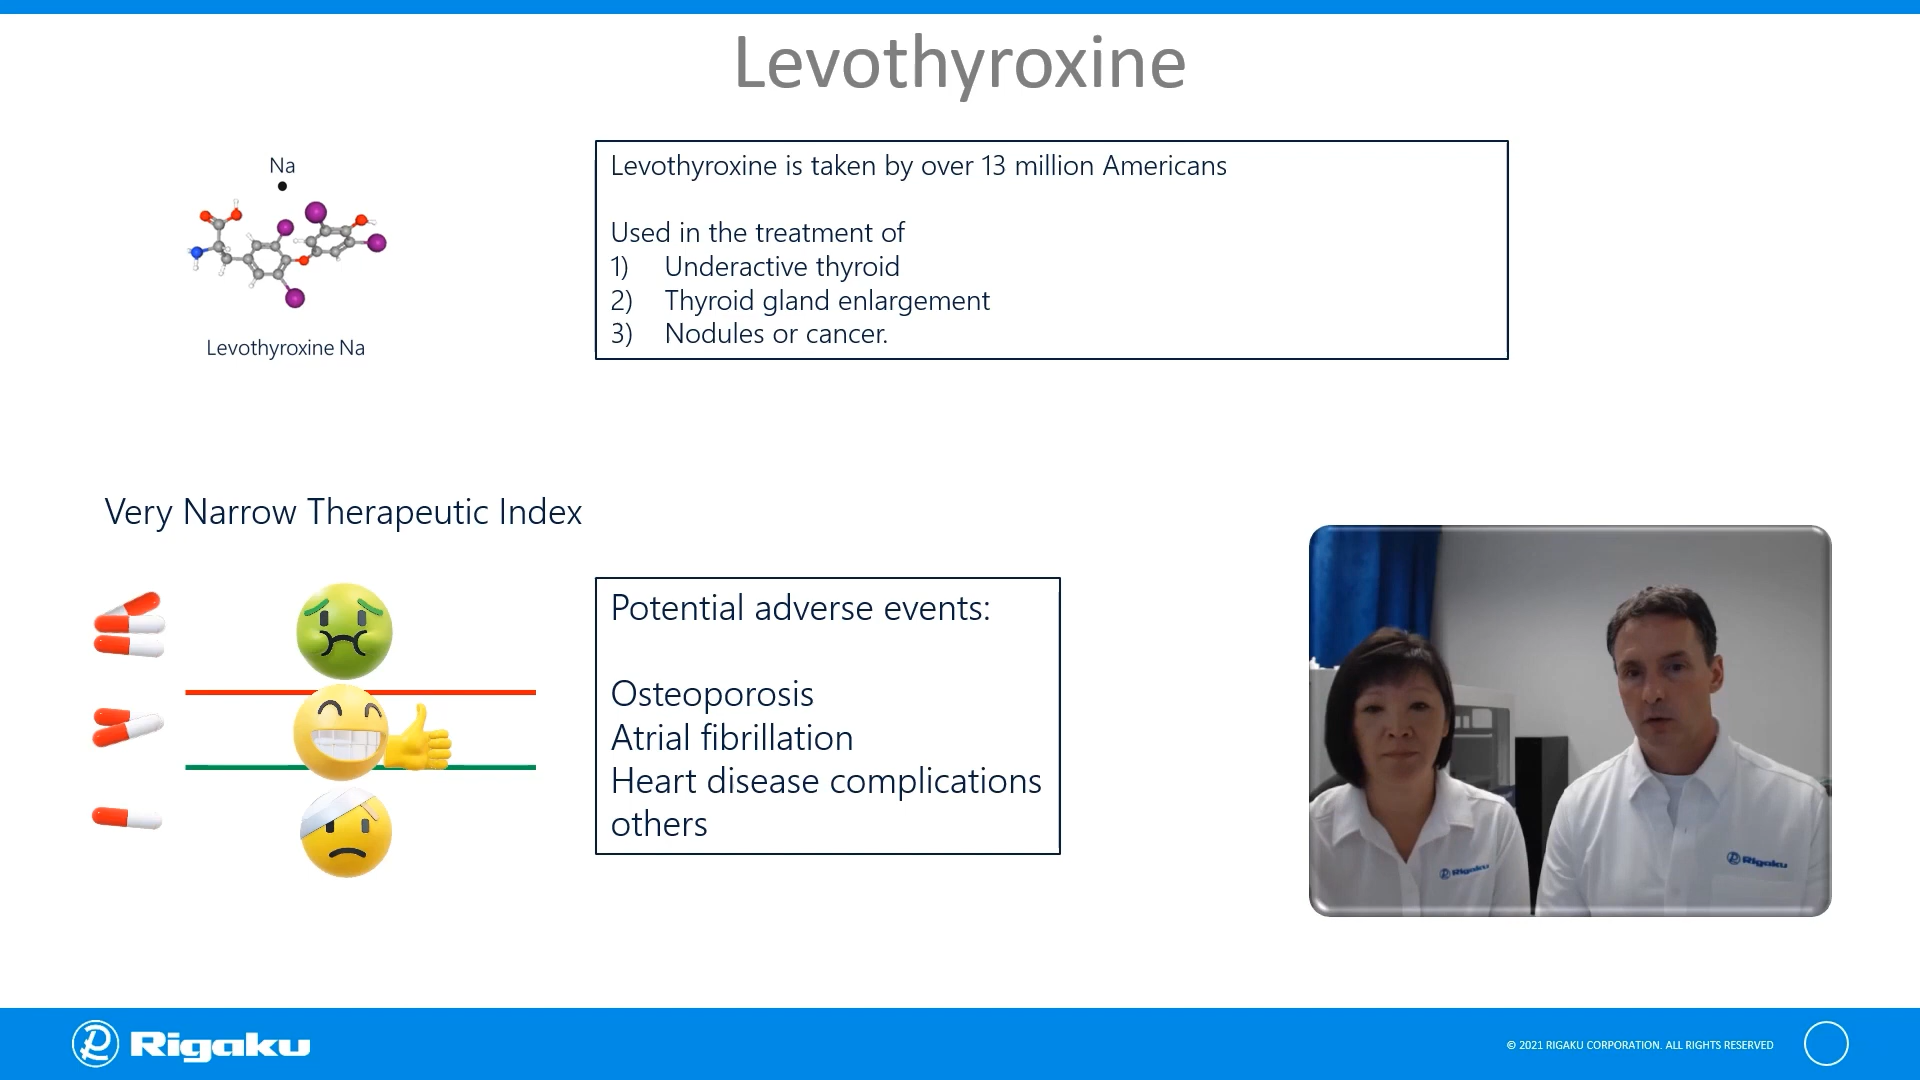 Levothyroxine
Na
Levothyroxine Na
Levothyroxine is taken by over 13 million Americans
Used in the treatment of
1) Underactive thyroid
2) Thyroid gland enlargement
3) Nodules or cancer.
Very Narrow Therapeutic Index
Potential adverse events:
Osteoporosis
Atrial fibrillation
Heart disease complications
others
Rigaku
Rigaku
Rigaku
© 2021 RIGAKU CORPORATION. ALL RIGHTS RESERVED